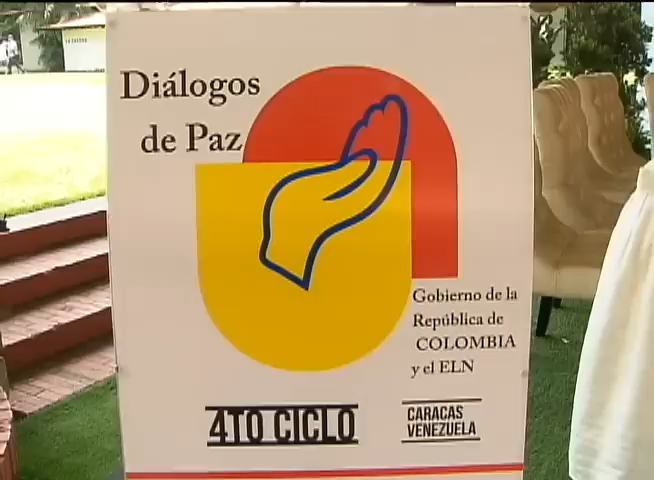 Diálogos
de Paz
Gobierno de la
República de
COLOMBIA
y el ELN
4TO CICLO
CARACAS
VENEZUELA